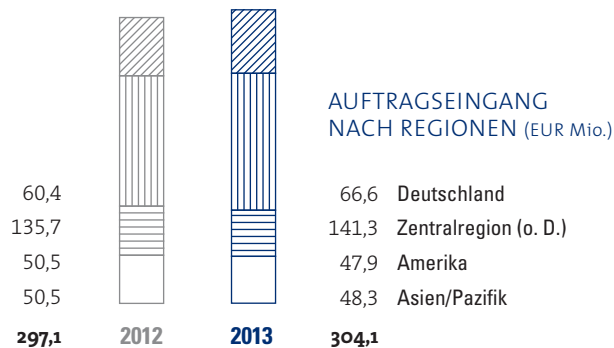 AUFTRAGSEINGANG
NACH REGIONEN (EUR Mio.)
60,4 66,6 Deutschland
135,7 141,3 Zentralregion (o. D.)
50,5 47,9 Amerika
50,5 48,3 Asien/Pazifik
297,1 2012 2013 304,1